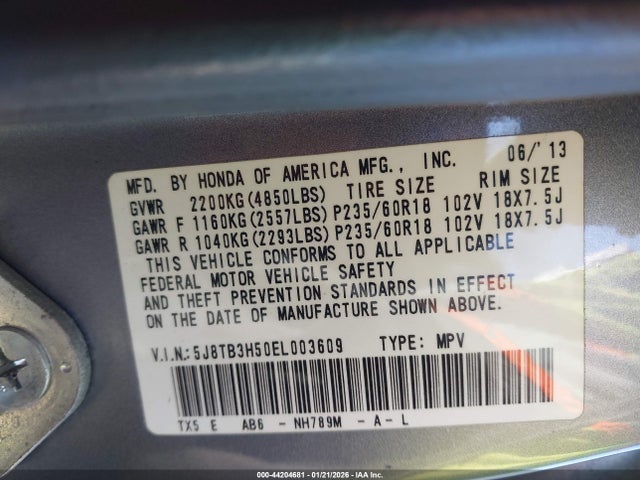 MFD. BY HONDA OF AMERICA MFG., INC. 06/'13
GVWR 2200KG(4850LBS) TIRE SIZE RIM SIZE
GAWR F 1160KG(2557LBS) P235/60R18 102V 18X7.5J
GAWR R 1040KG(2293LBS) P235/60R18 102V 18X7.5J
THIS VEHICLE CONFORMS TO ALL APPLICABLE
FEDERAL MOTOR VEHICLE SAFETY
AND THEFT PREVENTION STANDARDS IN EFFECT
ON THE DATE OF MANUFACTURE SHOWN ABOVE.
V.I.N.:5J8TB3H50EL003609 TYPE: MPV
TX5 E AB6 - NH789M - A - L
000-44204681 - 01/21/2026 - IAA Inc.